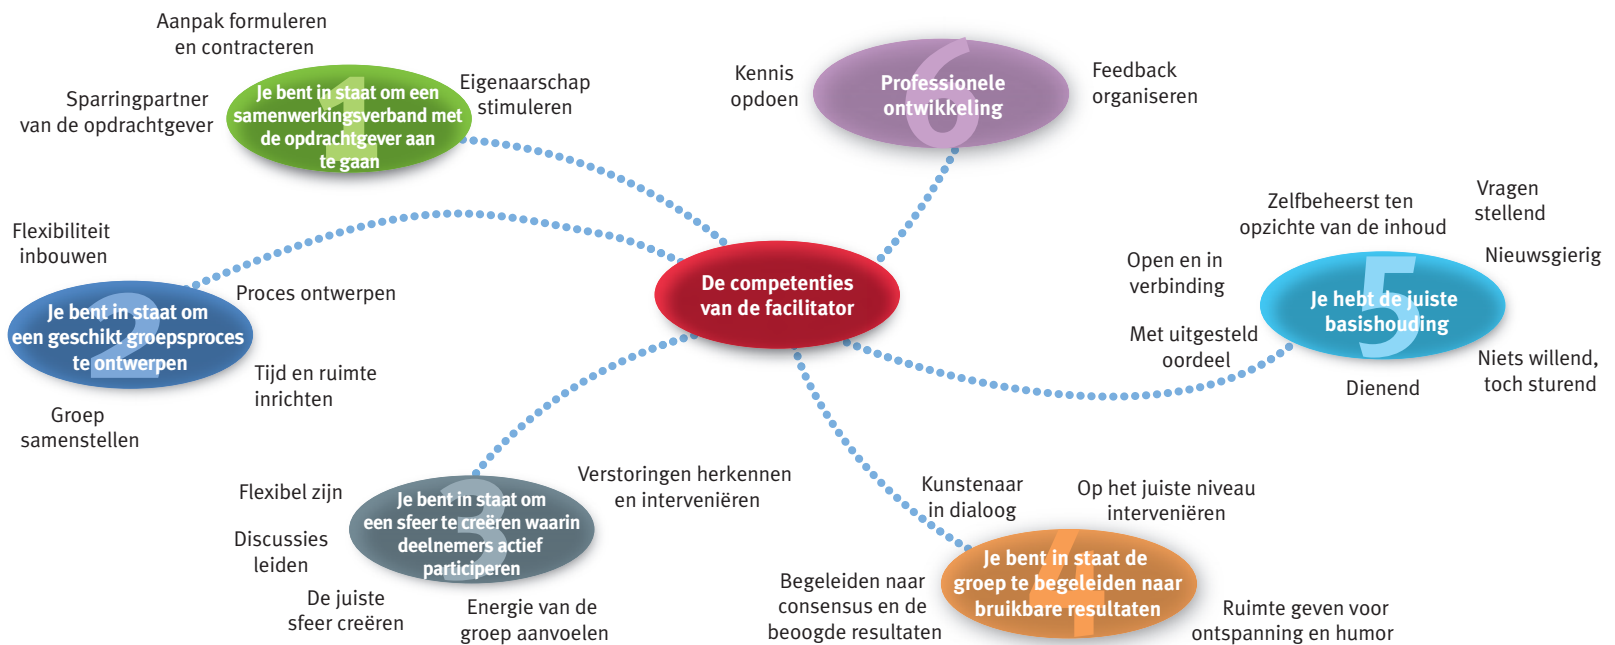 De competenties
van de facilitator
1
Je bent in staat om een
samenwerkingsverband met
de opdrachtgever aan
te gaan
Aanpak formuleren
en contracteren
Sparringpartner
van de opdrachtgever
Eigenaarschap
stimuleren
2
Je bent in staat om
een geschikt groepsproces
te ontwerpen
Flexibiliteit
inbouwen
Proces ontwerpen
Tijd en ruimte
inrichten
Groep
samenstellen
3
Je bent in staat om
een sfeer te creëren waarin
deelnemers actief
participeren
Flexibel zijn
Verstoringen herkennen
en interveniëren
Discussies
leiden
De juiste
sfeer creëren
Energie van de
groep aanvoelen
4
Je bent in staat de
groep te begeleiden naar
bruikbare resultaten
Kunstenaar
in dialoog
Op het juiste niveau
interveniëren
Begeleiden naar
consensus en de
beoogde resultaten
Ruimte geven voor
ontspanning en humor
5
Je hebt de juiste
basishouding
Zelfbeheerst ten
opzichte van de inhoud
Vragen
stellend
Nieuwsgierig
Open en in
verbinding
Met uitgesteld
oordeel
Dienend
Niets willend,
toch sturend
6
Professionele
ontwikkeling
Kennis
opdoen
Feedback
organiseren